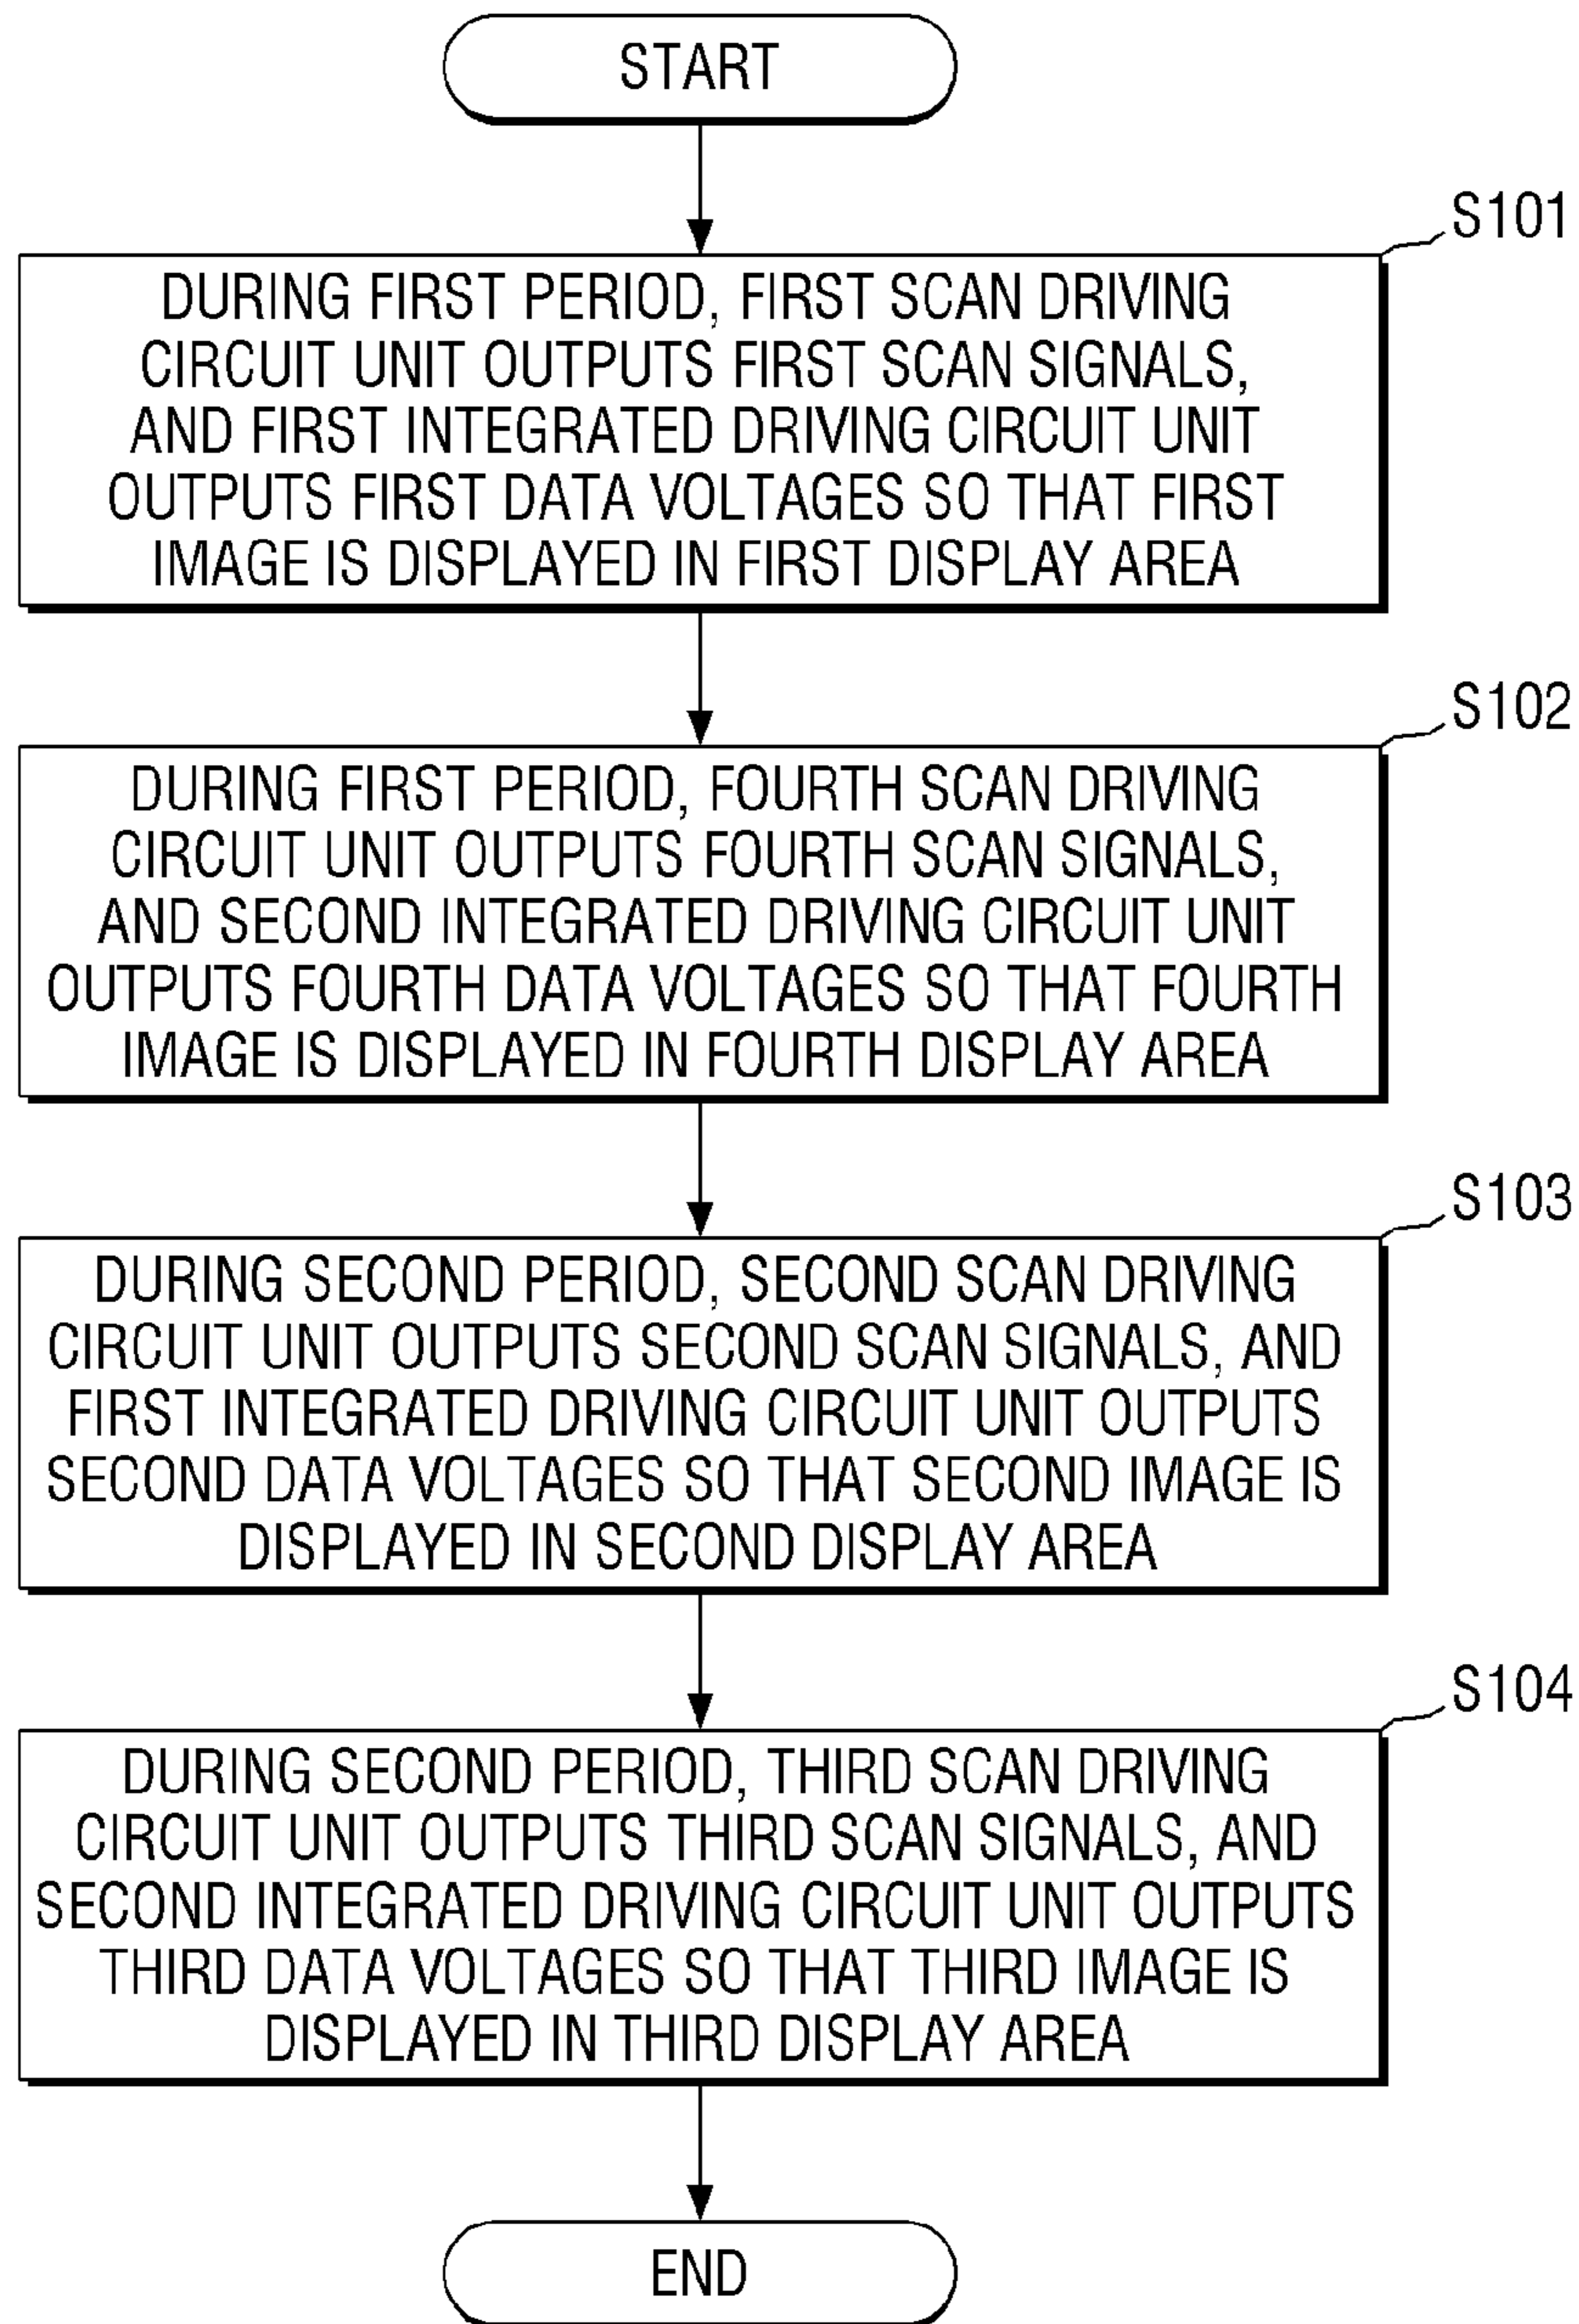 START
S101
DURING FIRST PERIOD, FIRST SCAN DRIVING
CIRCUIT UNIT OUTPUTS FIRST SCAN SIGNALS,
AND FIRST INTEGRATED DRIVING CIRCUIT UNIT
OUTPUTS FIRST DATA VOLTAGES SO THAT FIRST
IMAGE IS DISPLAYED IN FIRST DISPLAY AREA
S102
DURING FIRST PERIOD, FOURTH SCAN DRIVING
CIRCUIT UNIT OUTPUTS FOURTH SCAN SIGNALS,
AND SECOND INTEGRATED DRIVING CIRCUIT UNIT
OUTPUTS FOURTH DATA VOLTAGES SO THAT FOURTH
IMAGE IS DISPLAYED IN FOURTH DISPLAY AREA
S103
DURING SECOND PERIOD, SECOND SCAN DRIVING
CIRCUIT UNIT OUTPUTS SECOND SCAN SIGNALS, AND
FIRST INTEGRATED DRIVING CIRCUIT UNIT OUTPUTS
SECOND DATA VOLTAGES SO THAT SECOND IMAGE IS
DISPLAYED IN SECOND DISPLAY AREA
S104
DURING SECOND PERIOD, THIRD SCAN DRIVING
CIRCUIT UNIT OUTPUTS THIRD SCAN SIGNALS, AND
SECOND INTEGRATED DRIVING CIRCUIT UNIT OUTPUTS
THIRD DATA VOLTAGES SO THAT THIRD IMAGE IS
DISPLAYED IN THIRD DISPLAY AREA
END